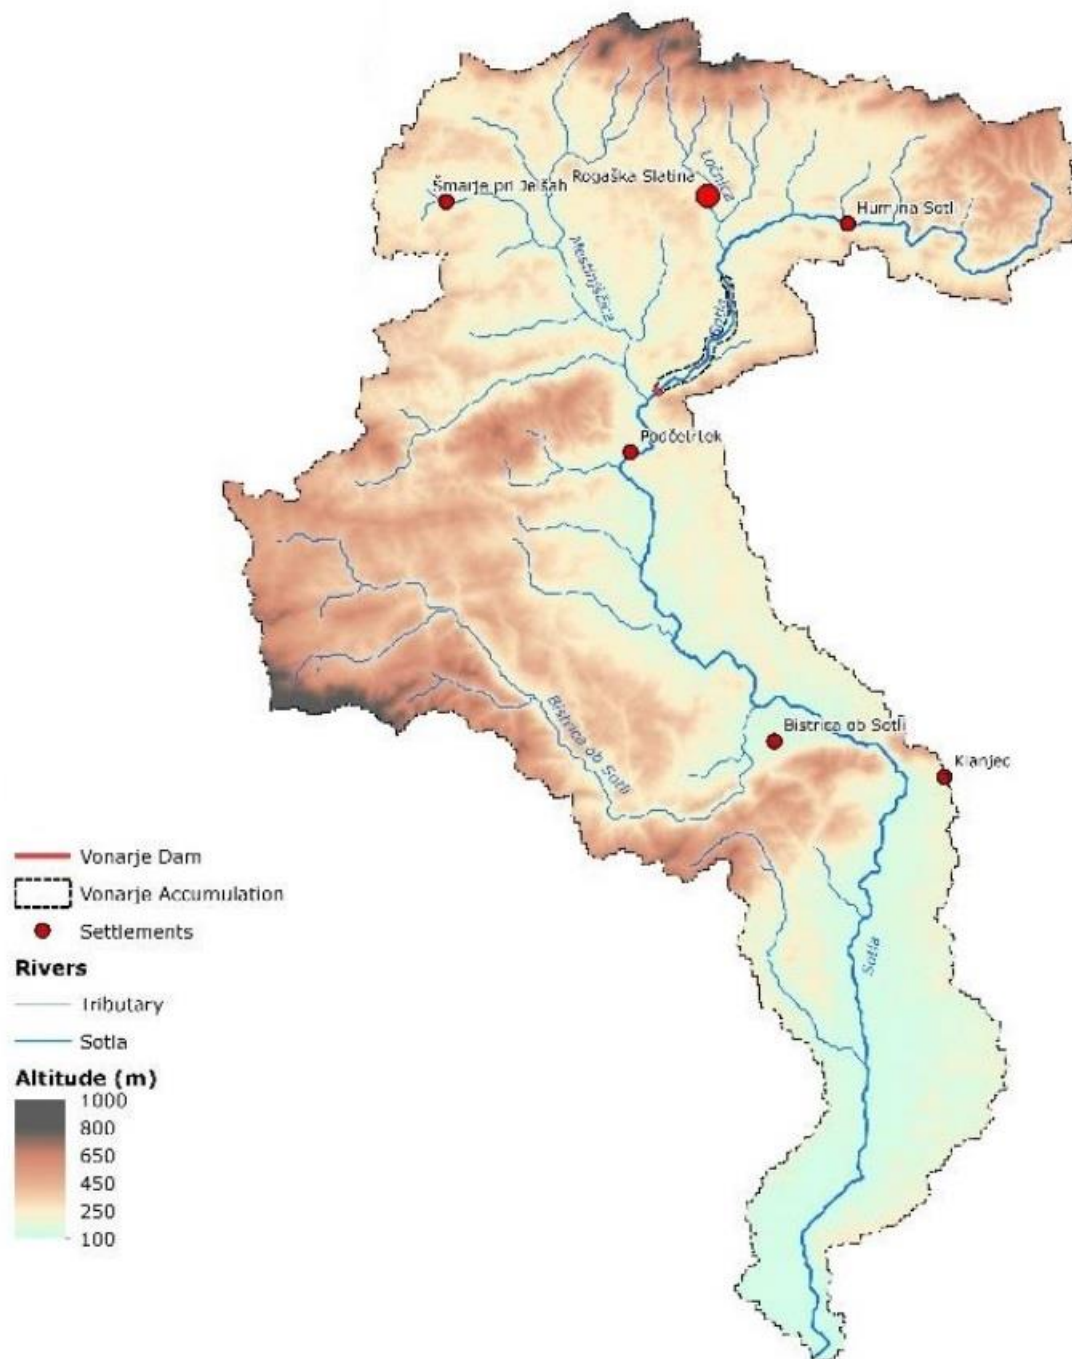 Ločnica
Rogaška Slatina
Šmarje pri Jelšah
Hum na Sotli
Mestinjščica
Sotla
Podčetrtek
Bistrica ob Sotli
Bistrica ob Sotli
Klanjec
Sotla
Vonarje Dam
Vonarje Accumulation
Settlements
Rivers
Tributary
Sotla
Altitude (m)
1000
800
650
450
250
100